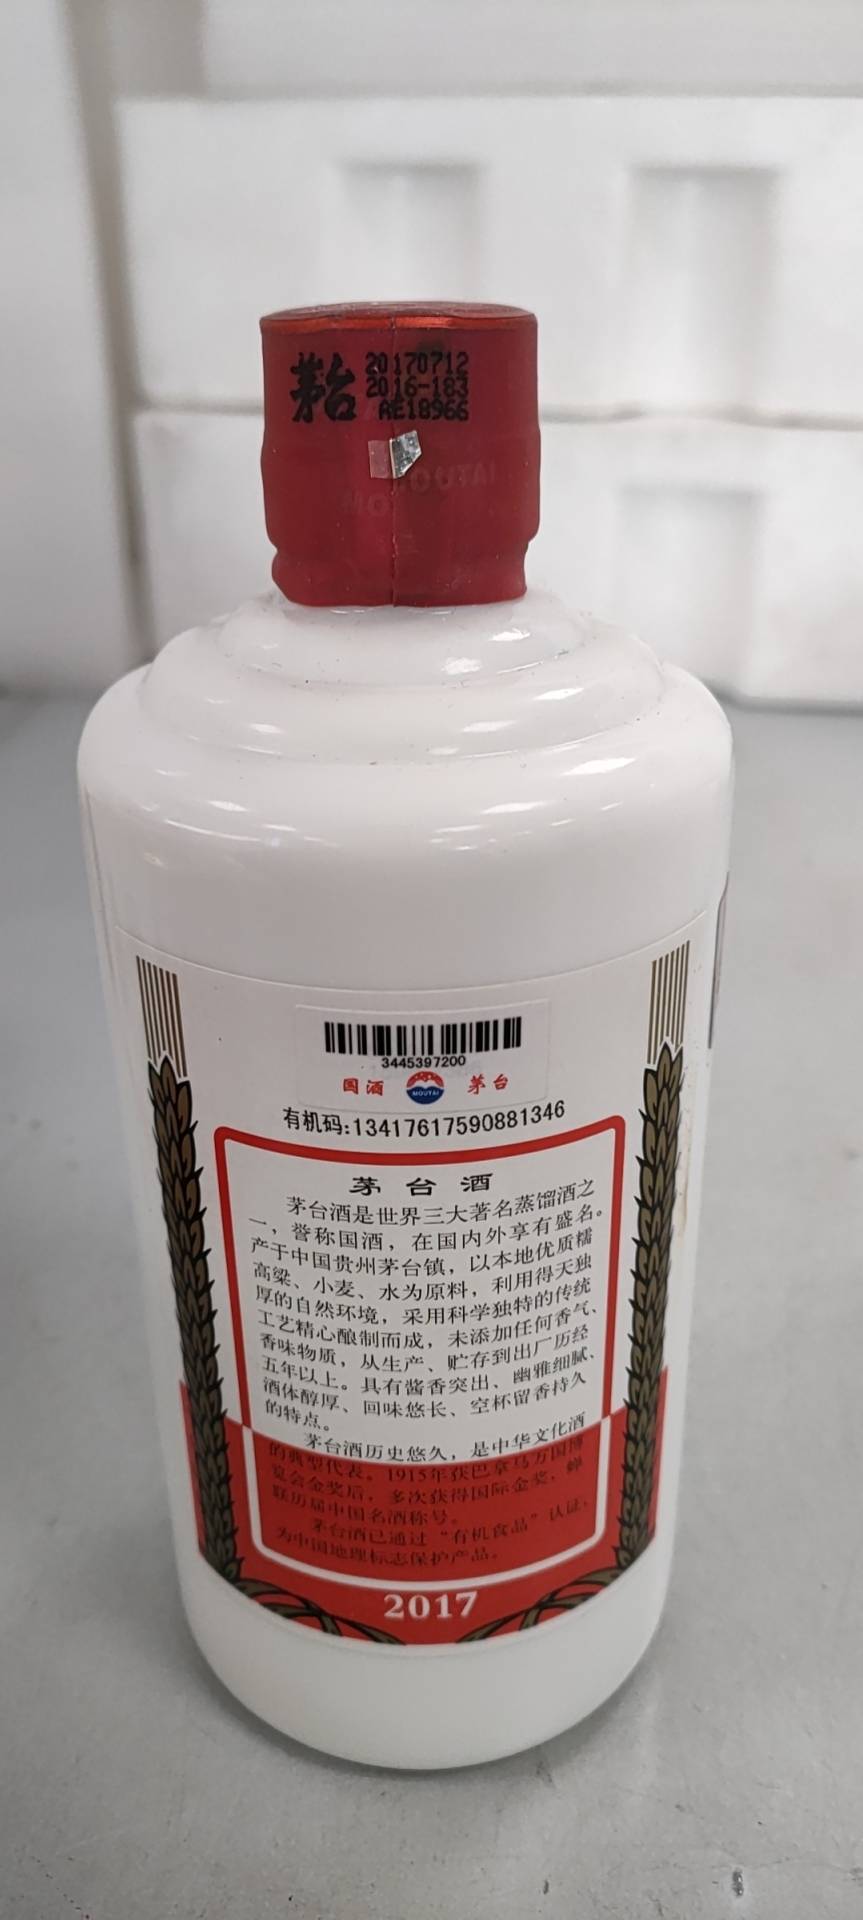 茅台
20170712
2016-183
AE18966
3445397200
国酒 MOUTAI 茅台
有机码:13417617590881346
茅台酒
茅台酒是世界三大著名蒸馏酒之
一，誉称国酒，在国内外享有盛名。
产于中国贵州茅台镇，以本地优质糯
高粱、小麦、水为原料，利用得天独
厚的自然环境，采用科学独特的传统
工艺精心酿制而成，未添加任何香气、
香味物质，从生产、贮存到出厂历经
五年以上。具有酱香突出、幽雅细腻、
酒体醇厚、回味悠长、空杯留香持久
的特点。
茅台酒历史悠久，是中华文化酒
的典型代表。1915年获巴拿马万国博
览会金奖后，多次获得国际金奖，蝉
联历届中国名酒称号。
茅台酒已通过“有机食品”认证，
为中国地理标志保护产品。
2017